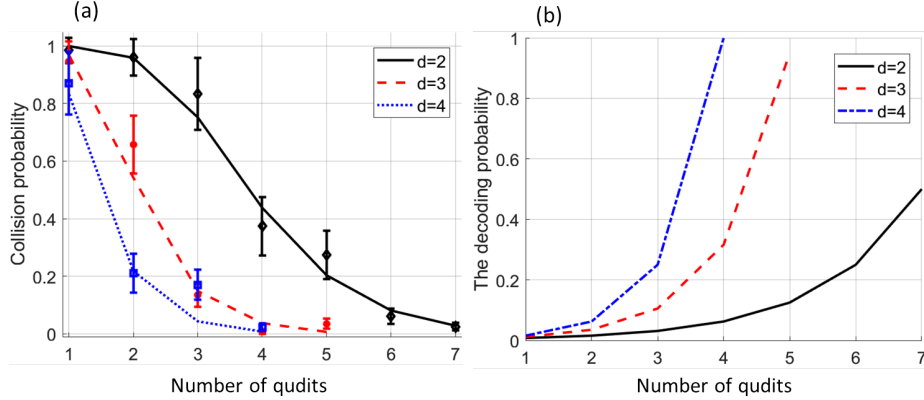 (a)
Collision probability
1
0.8
0.6
0.4
0.2
0
1 2 3 4 5 6 7
Number of qudits
d=2
d=3
d=4
(b)
The decoding probability
1
0.8
0.6
0.4
0.2
0
1 2 3 4 5 6 7
Number of qudits
d=2
d=3
d=4